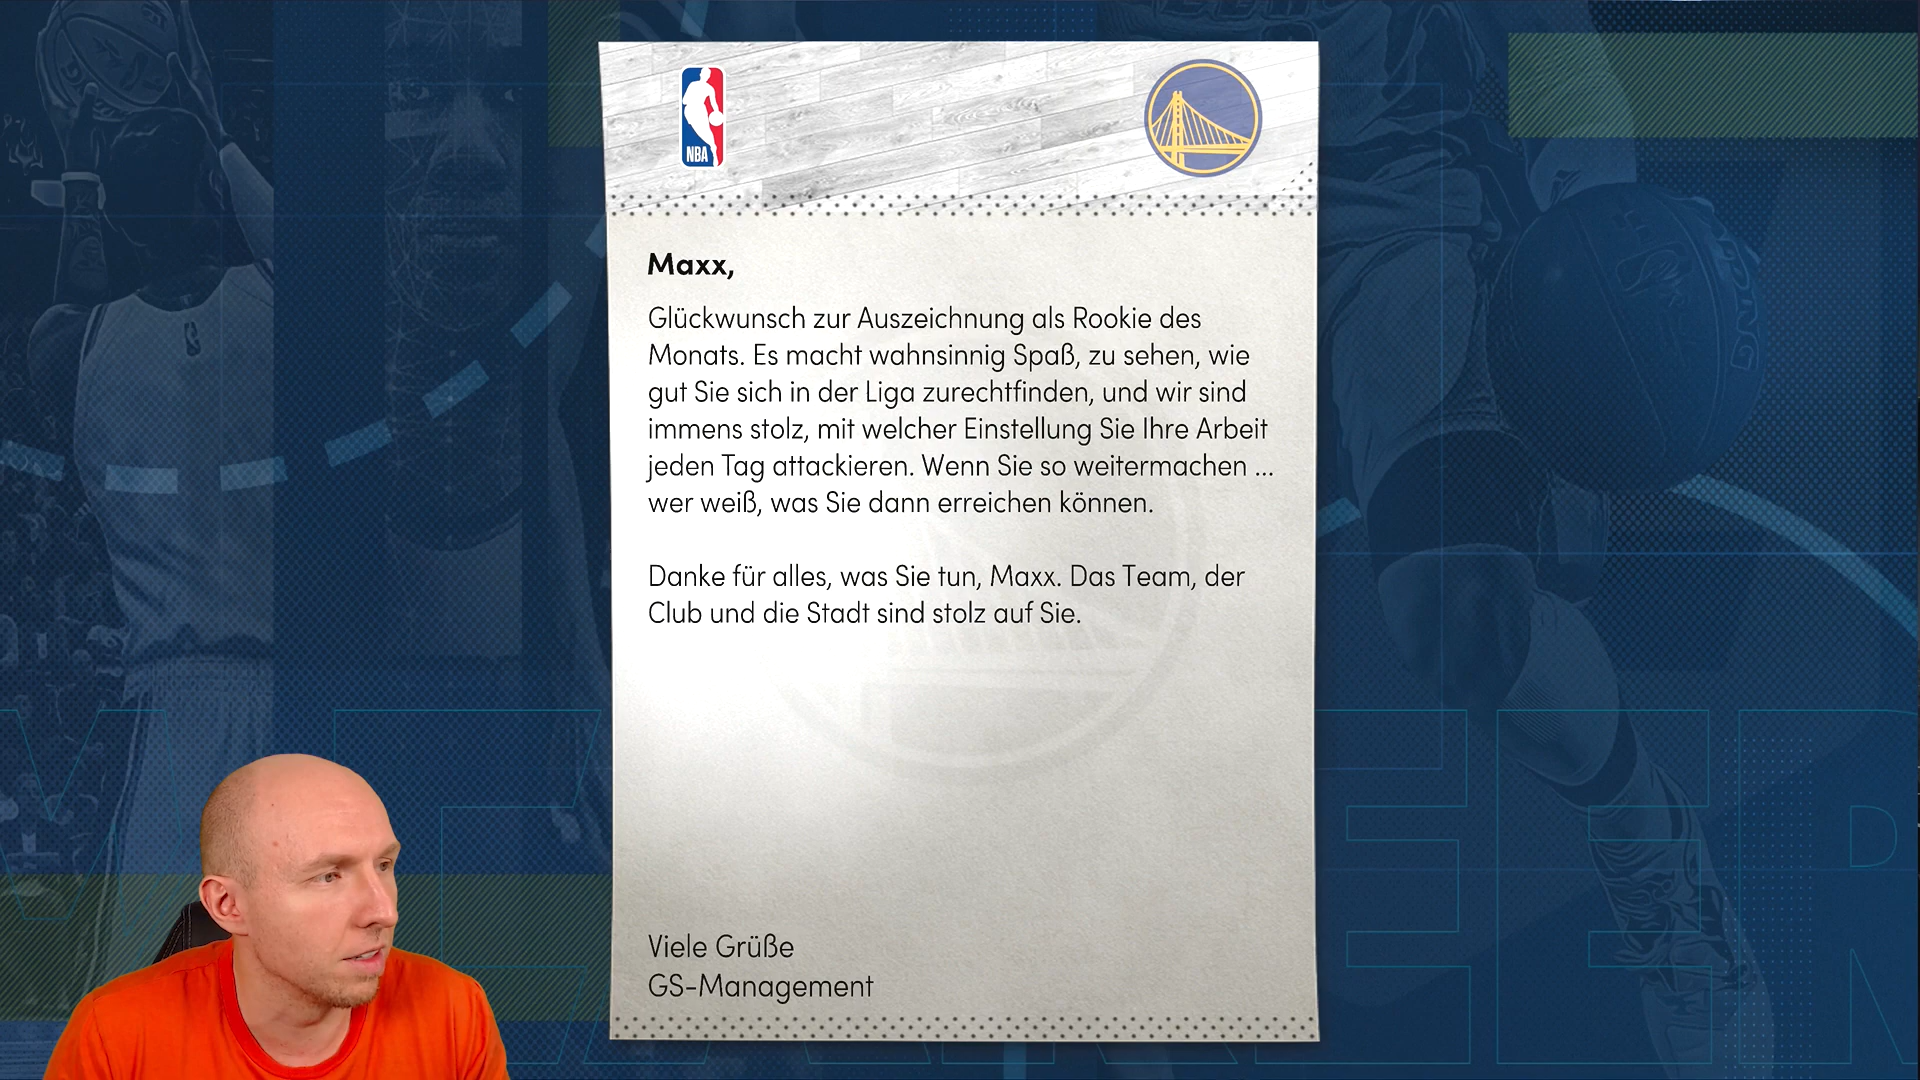 NBA
Maxx,
Glückwunsch zur Auszeichnung als Rookie des
Monats. Es macht wahnsinnig Spaß, zu sehen, wie
gut Sie sich in der Liga zurechtfinden, und wir sind
immens stolz, mit welcher Einstellung Sie Ihre Arbeit
jeden Tag attackieren. Wenn Sie so weitermachen ...
wer weiß, was Sie dann erreichen können.
Danke für alles, was Sie tun, Maxx. Das Team, der
Club und die Stadt sind stolz auf Sie.
Viele Grüße
GS-Management